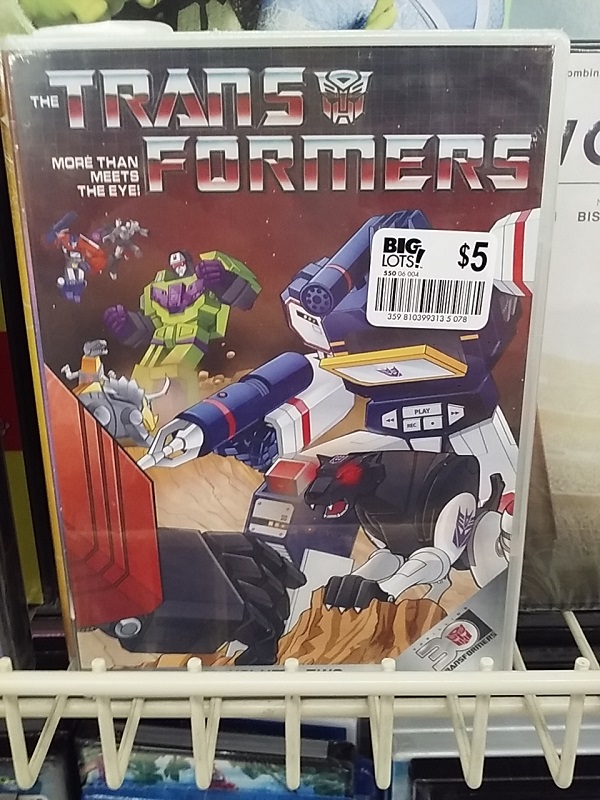 THE TRANS
FORMERS
MORE THAN
MEETS
THE EYE!
BIG
LOTS!
$5
550 06 004
359 810399313 5 078
PLAY
REC
TRANSFORMERS
BIS